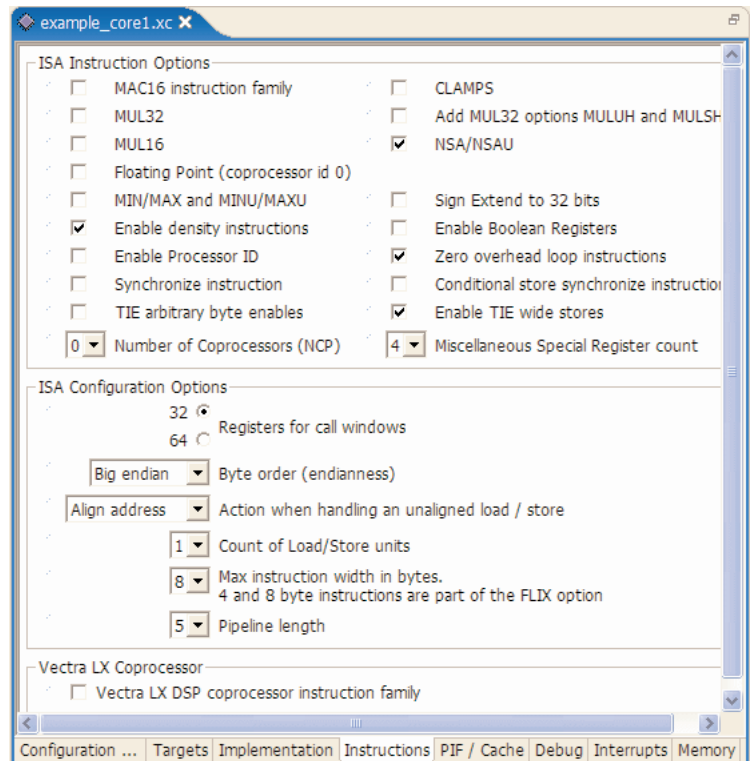 example_core1.xc
ISA Instruction Options
MAC16 instruction family CLAMPS
MUL32 Add MUL32 options MULUH and MULSH
MUL16 NSA/NSAU
Floating Point (coprocessor id 0)
MIN/MAX and MINU/MAXU Sign Extend to 32 bits
Enable density instructions Enable Boolean Registers
Enable Processor ID Zero overhead loop instructions
Synchronize instruction Conditional store synchronize instruction
TIE arbitrary byte enables Enable TIE wide stores
0 Number of Coprocessors (NCP) 4 Miscellaneous Special Register count
ISA Configuration Options
32
Registers for call windows
64
Big endian Byte order (endianness)
Align address Action when handling an unaligned load / store
1 Count of Load/Store units
8 Max instruction width in bytes.
4 and 8 byte instructions are part of the FLIX option
5 Pipeline length
Vectra LX Coprocessor
Vectra LX DSP coprocessor instruction family
Configuration ... Targets Implementation Instructions PIF / Cache Debug Interrupts Memory